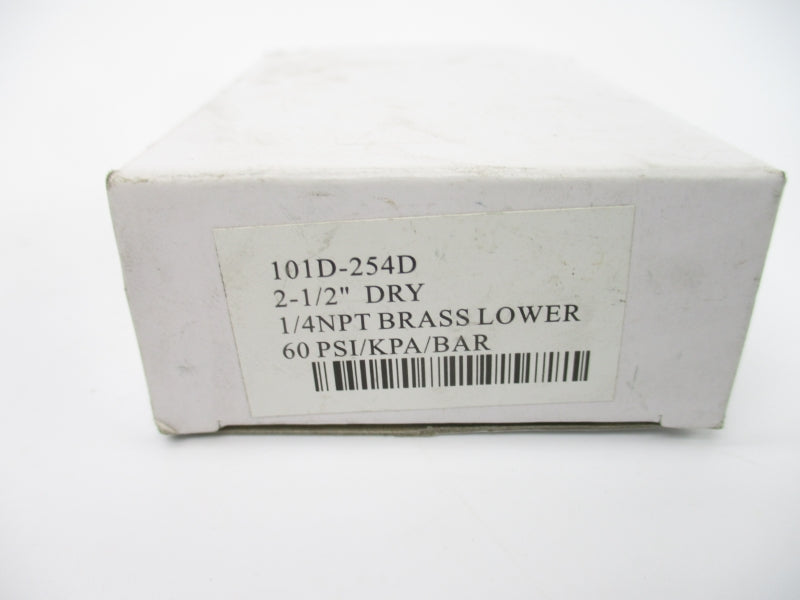 101D-254D
2-1/2" DRY
1/4NPT BRASS LOWER
60 PSI/KPA/BAR